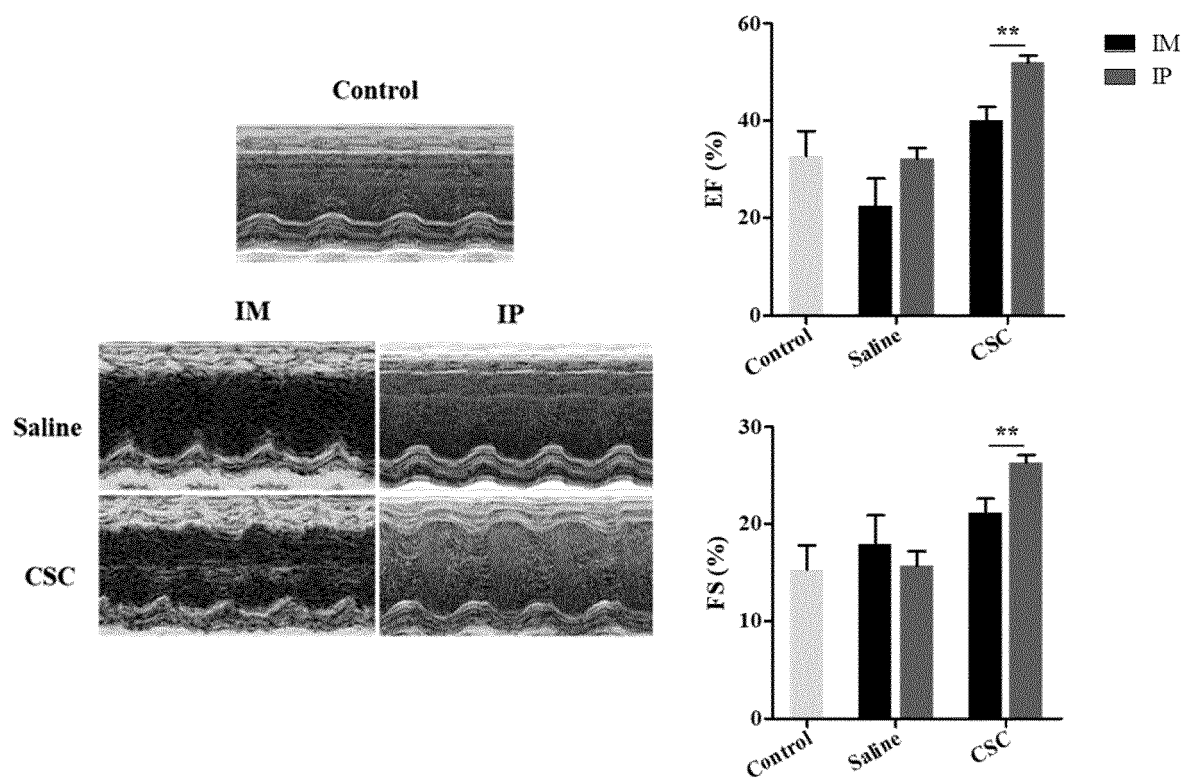 Control
IM
IP
Saline
CSC
EF (%)
60
40
20
0
**
Control
Saline
CSC
IM
IP
FS (%)
30
20
10
0
**
Control
Saline
CSC